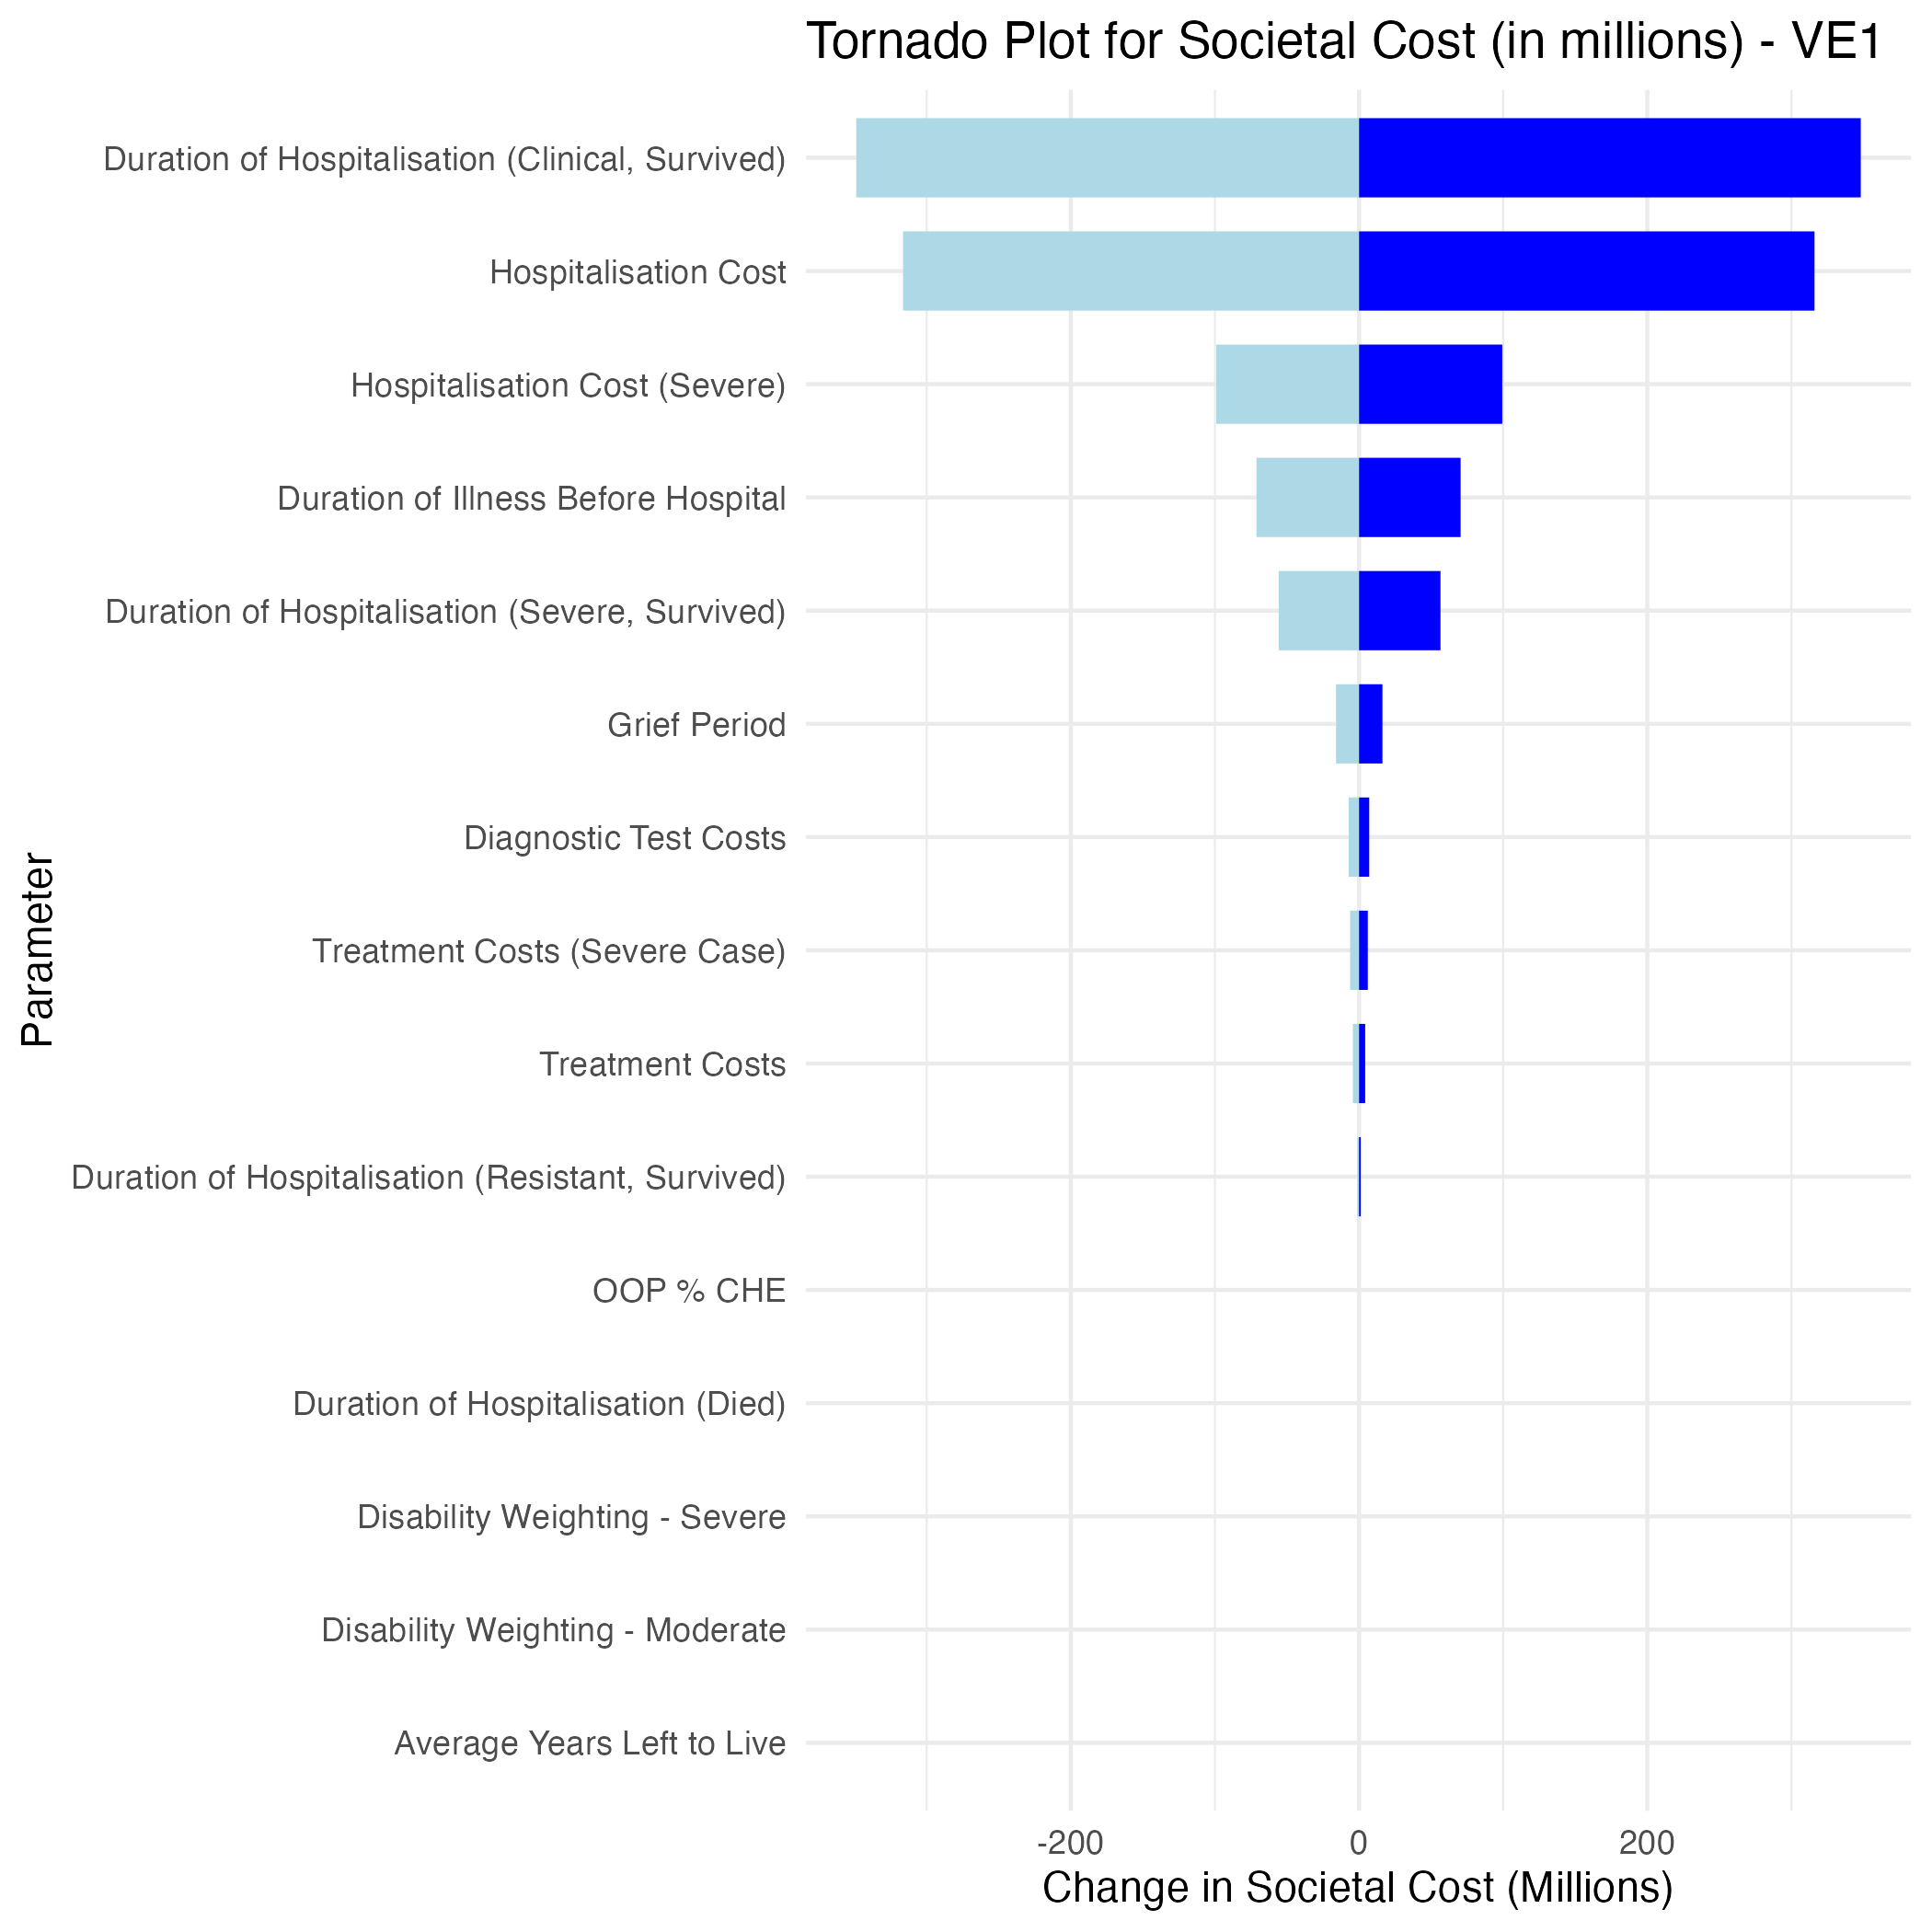 Tornado Plot for Societal Cost (in millions) - VE1
Duration of Hospitalisation (Clinical, Survived)
Hospitalisation Cost
Hospitalisation Cost (Severe)
Duration of Illness Before Hospital
Duration of Hospitalisation (Severe, Survived)
Grief Period
Diagnostic Test Costs
Treatment Costs (Severe Case)
Treatment Costs
Duration of Hospitalisation (Resistant, Survived)
OOP % CHE
Duration of Hospitalisation (Died)
Disability Weighting - Severe
Disability Weighting - Moderate
Average Years Left to Live
Parameter
-200 0 200
Change in Societal Cost (Millions)